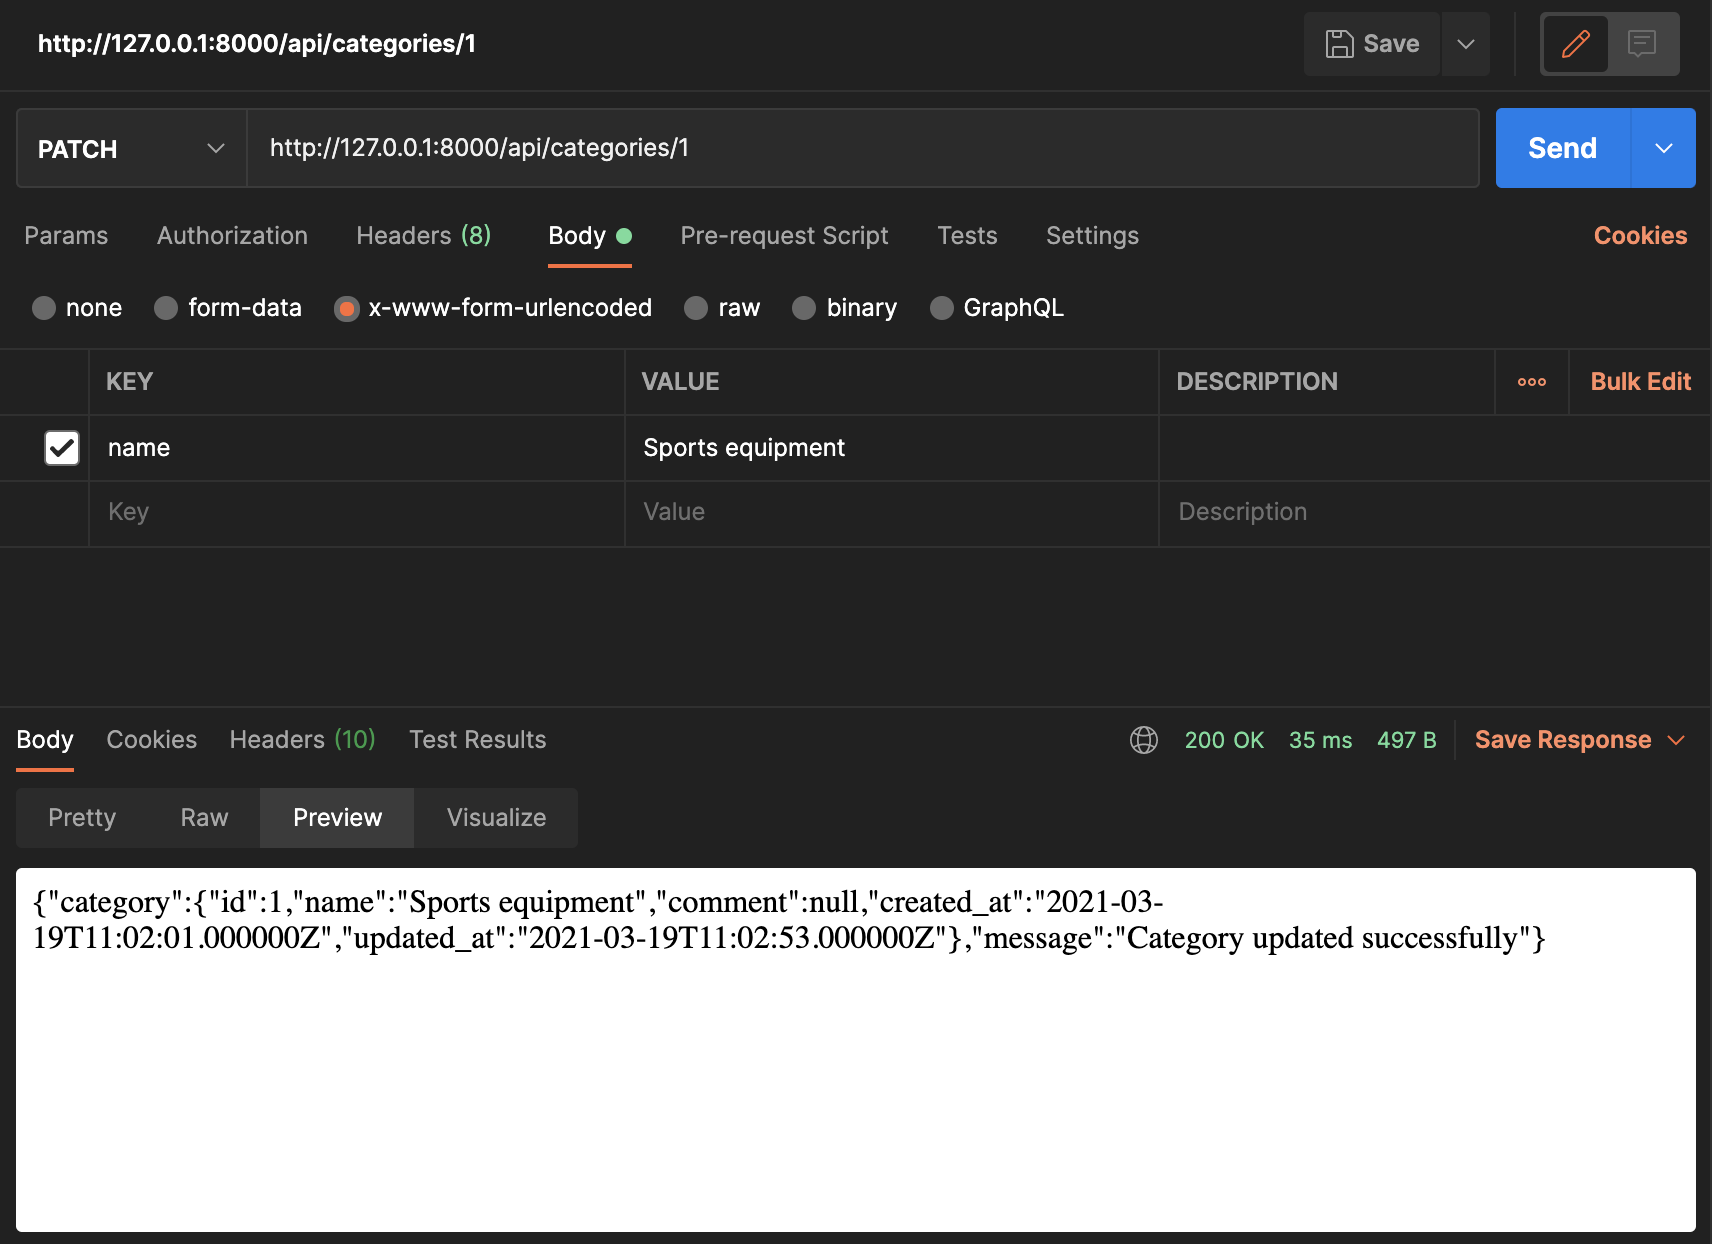 http://127.0.0.1:8000/api/categories/1
Save
PATCH
http://127.0.0.1:8000/api/categories/1
Send
Params Authorization Headers (8) Body Pre-request Script Tests Settings Cookies
none form-data x-www-form-urlencoded raw binary GraphQL
KEY VALUE DESCRIPTION Bulk Edit
name Sports equipment
Key Value Description
Body Cookies Headers (10) Test Results 200 OK 35 ms 497 B Save Response
Pretty Raw Preview Visualize
{"category":{"id":1,"name":"Sports equipment","comment":null,"created_at":"2021-03-
19T11:02:01.000000Z","updated_at":"2021-03-19T11:02:53.000000Z"},"message":"Category updated successfully"}